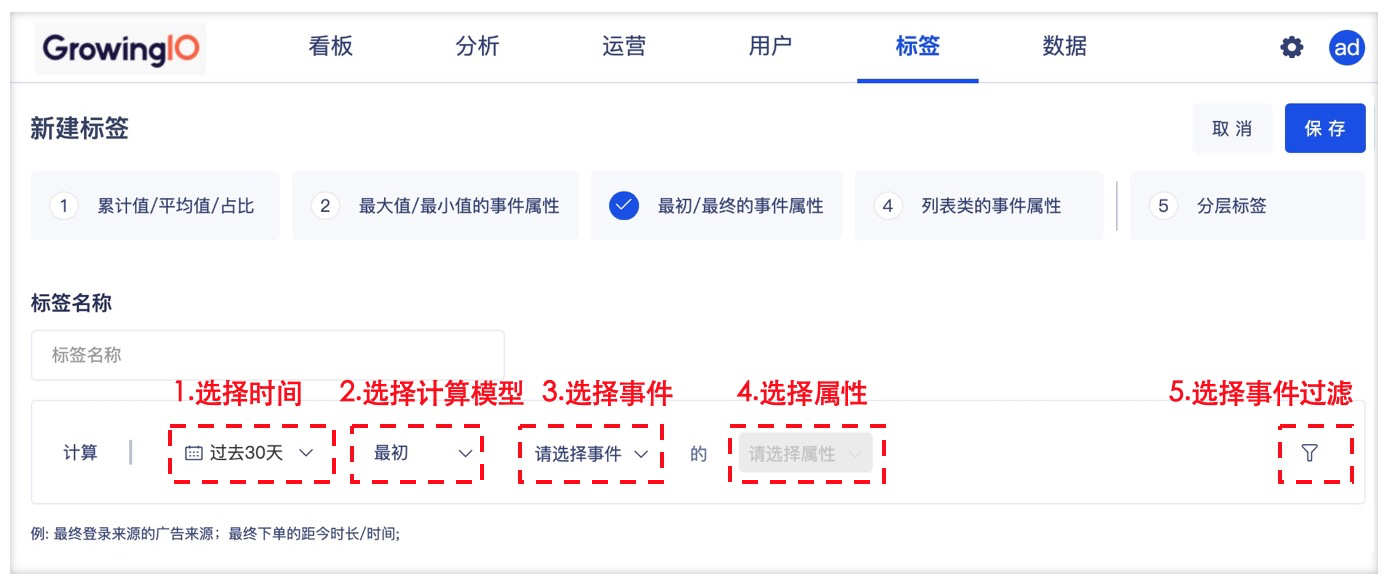 GrowingIO 看板 分析 运营 用户 标签 数据 ad
新建标签 取消 保存
1 累计值/平均值/占比 2 最大值/最小值的事件属性 最初/最终的事件属性 4 列表类的事件属性 5 分层标签
标签名称
标签名称
1.选择时间 2.选择计算模型 3.选择事件 4.选择属性 5.选择事件过滤
计算 过去30天 最初 请选择事件 的 请选择属性
例: 最终登录来源的广告来源；最终下单的距今时长/时间;